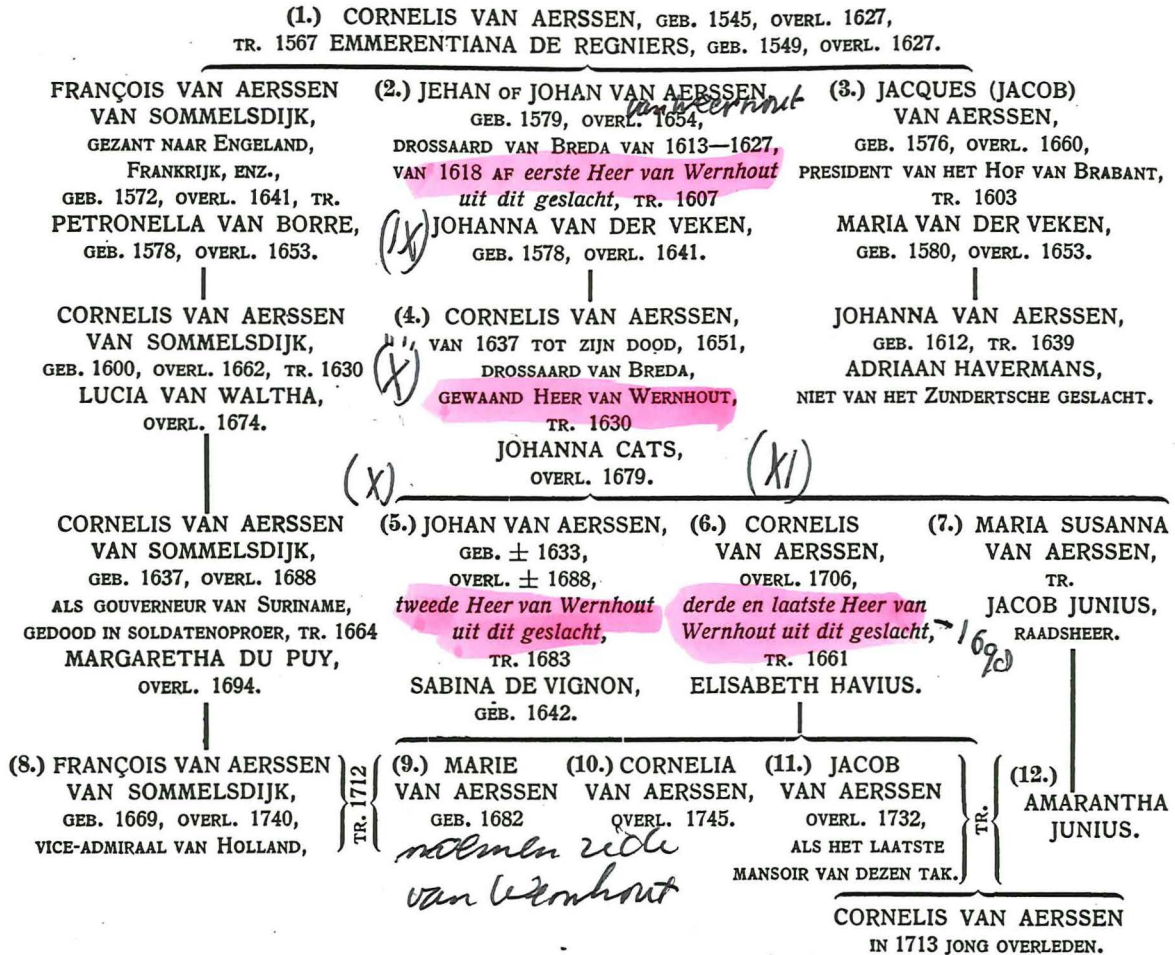 (1.) CORNELIS VAN AERSSEN, GEB. 1545, OVERL. 1627,
TR. 1567 EMMERENTIANA DE REGNIERS, GEB. 1549, OVERL. 1627.
FRANÇOIS VAN AERSSEN
VAN SOMMELSDIJK,
GEZANT NAAR ENGELAND,
FRANKRIJK, ENZ.,
GEB. 1572, OVERL. 1641, TR.
PETRONELLA VAN BORRE,
GEB. 1578, OVERL. 1653.
(2.) JEHAN OF JOHAN VAN AERSSEN,
van Weernhout
GEB. 1579, OVERL. 1654,
DROSSAARD VAN BREDA VAN 1613—1627,
VAN 1618 AF eerste Heer van Wernhout
uit dit geslacht, TR. 1607
(IX) JOHANNA VAN DER VEKEN,
GEB. 1578, OVERL. 1641.
(3.) JACQUES (JACOB)
VAN AERSSEN,
GEB. 1576, OVERL. 1660,
PRESIDENT VAN HET HOF VAN BRABANT,
TR. 1603
MARIA VAN DER VEKEN,
GEB. 1580, OVERL. 1653.
CORNELIS VAN AERSSEN
VAN SOMMELSDIJK,
GEB. 1600, OVERL. 1662, TR. 1630
LUCIA VAN WALTHA,
OVERL. 1674.
(4.) CORNELIS VAN AERSSEN,
VAN 1637 TOT ZIJN DOOD, 1651,
(X) DROSSAARD VAN BREDA,
GEWAAND HEER VAN WERNHOUT,
TR. 1630
JOHANNA CATS,
OVERL. 1679.
JOHANNA VAN AERSSEN,
GEB. 1612, TR. 1639
ADRIAAN HAVERMANS,
NIET VAN HET ZUNDERTSCHE GESLACHT.
(X) (XI)
CORNELIS VAN AERSSEN
VAN SOMMELSDIJK,
GEB. 1637, OVERL. 1688
ALS GOUVERNEUR VAN SURINAME,
GEDOOD IN SOLDATENOPROER, TR. 1664
MARGARETHA DU PUY,
OVERL. 1694.
(5.) JOHAN VAN AERSSEN,
GEB. ± 1633,
OVERL. ± 1688,
tweede Heer van Wernhout
uit dit geslacht,
TR. 1683
SABINA DE VIGNON,
GEB. 1642.
(6.) CORNELIS
VAN AERSSEN,
OVERL. 1706,
derde en laatste Heer van
Wernhout uit dit geslacht,
TR. 1661
ELISABETH HAVIUS.
(7.) MARIA SUSANNA
VAN AERSSEN,
TR.
JACOB JUNIUS,
RAADSHEER.
(8.) FRANÇOIS VAN AERSSEN
VAN SOMMELSDIJK,
GEB. 1669, OVERL. 1740,
VICE-ADMIRAAL VAN HOLLAND,
TR. 1712
(9.) MARIE
VAN AERSSEN
GEB. 1682
(10.) CORNELIA
VAN AERSSEN,
OVERL. 1745.
(11.) JACOB
VAN AERSSEN
OVERL. 1732,
ALS HET LAATSTE
MANSOIR VAN DEZEN TAK.
noemen zich
van Wernhout
TR.
(12.)
AMARANTHA
JUNIUS.
CORNELIS VAN AERSSEN
IN 1713 JONG OVERLEDEN.